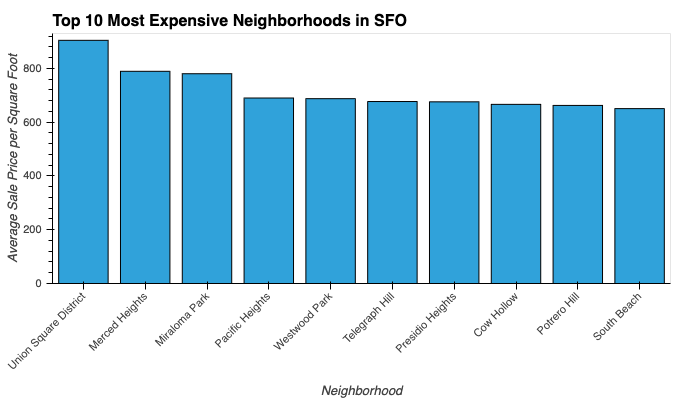 Top 10 Most Expensive Neighborhoods in SFO
Average Sale Price per Square Foot
800
600
400
200
0
Union Square District
Merced Heights
Miraloma Park
Pacific Heights
Westwood Park
Telegraph Hill
Presidio Heights
Cow Hollow
Potrero Hill
South Beach
Neighborhood